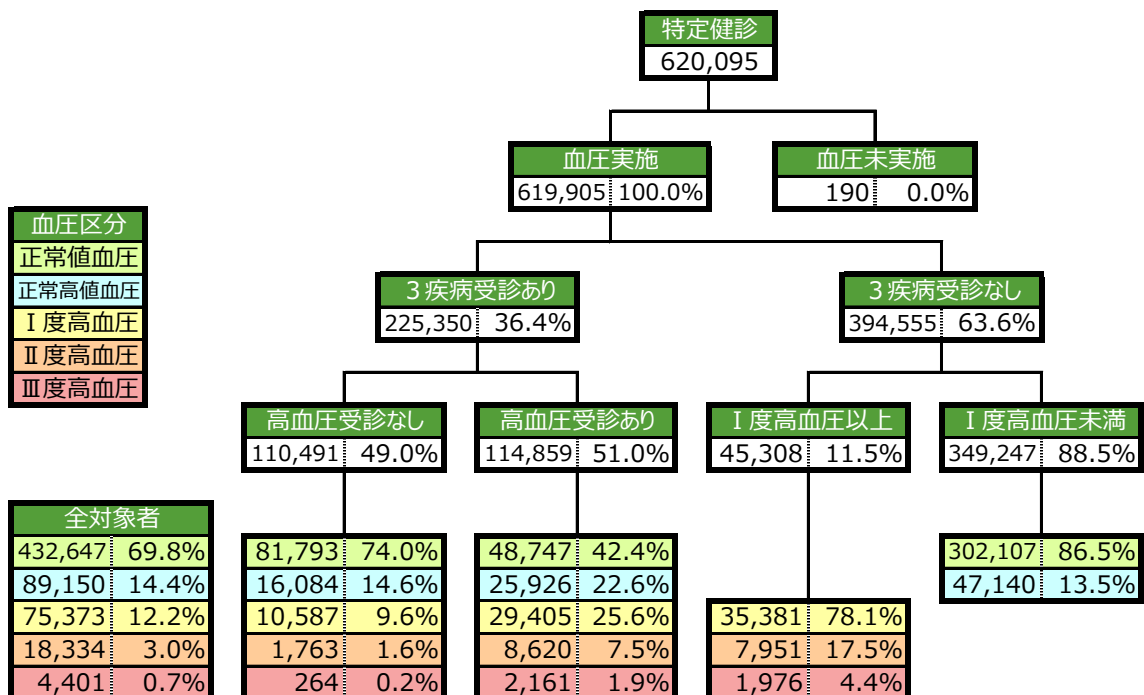 特定健診
620,095
血圧実施
619,905 100.0%
血圧未実施
190 0.0%
血圧区分
正常値血圧
正常高値血圧
Ⅰ度高血圧
Ⅱ度高血圧
Ⅲ度高血圧
3疾病受診あり
225,350 36.4%
3疾病受診なし
394,555 63.6%
高血圧受診なし
110,491 49.0%
高血圧受診あり
114,859 51.0%
Ⅰ度高血圧以上
45,308 11.5%
Ⅰ度高血圧未満
349,247 88.5%
全対象者
432,647 69.8%
89,150 14.4%
75,373 12.2%
18,334 3.0%
4,401 0.7%
81,793 74.0%
16,084 14.6%
10,587 9.6%
1,763 1.6%
264 0.2%
48,747 42.4%
25,926 22.6%
29,405 25.6%
8,620 7.5%
2,161 1.9%
35,381 78.1%
7,951 17.5%
1,976 4.4%
302,107 86.5%
47,140 13.5%